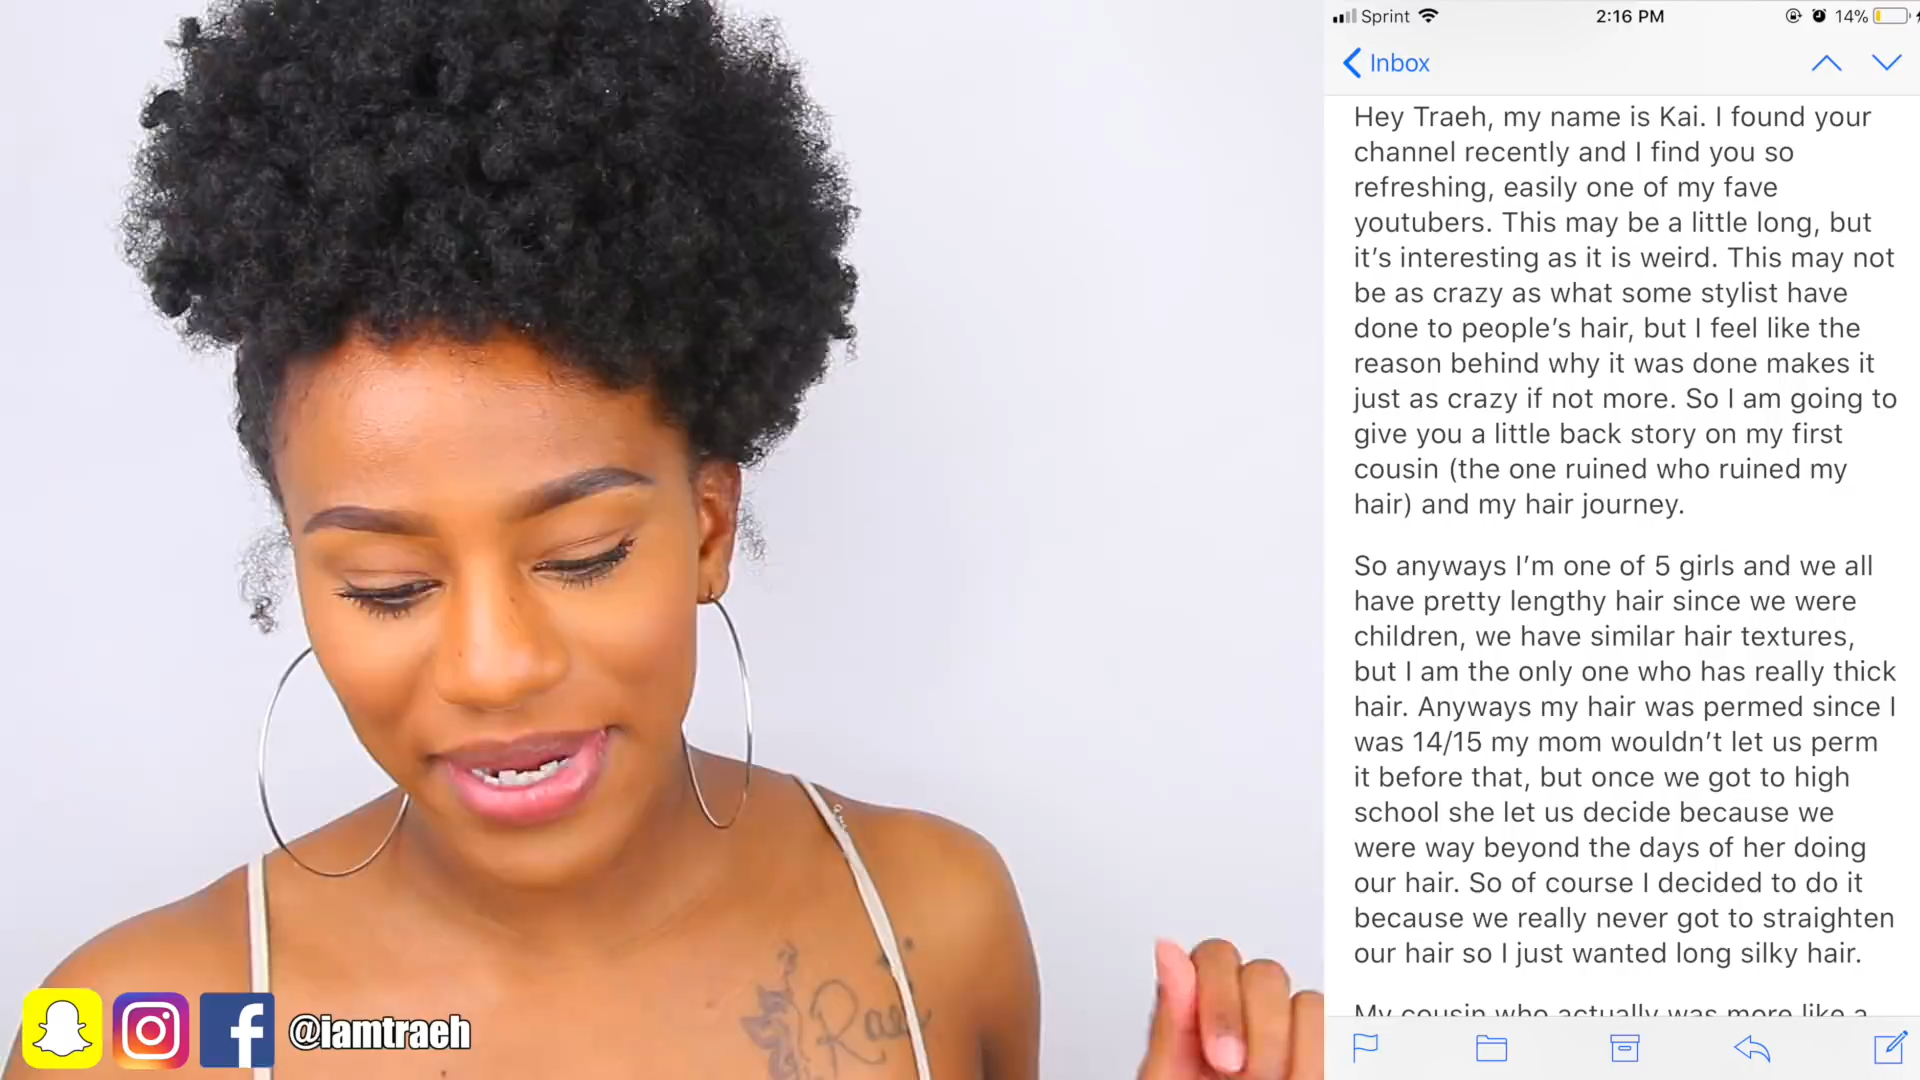 Sprint 2:16 PM 14%
Inbox
Hey Traeh, my name is Kai. I found your
channel recently and I find you so
refreshing, easily one of my fave
youtubers. This may be a little long, but
it’s interesting as it is weird. This may not
be as crazy as what some stylist have
done to people’s hair, but I feel like the
reason behind why it was done makes it
just as crazy if not more. So I am going to
give you a little back story on my first
cousin (the one ruined who ruined my
hair) and my hair journey.
So anyways I’m one of 5 girls and we all
have pretty lengthy hair since we were
children, we have similar hair textures,
but I am the only one who has really thick
hair. Anyways my hair was permed since I
was 14/15 my mom wouldn’t let us perm
it before that, but once we got to high
school she let us decide because we
were way beyond the days of her doing
our hair. So of course I decided to do it
because we really never got to straighten
our hair so I just wanted long silky hair.
My cousin who actually was more like a
@iamtraeh